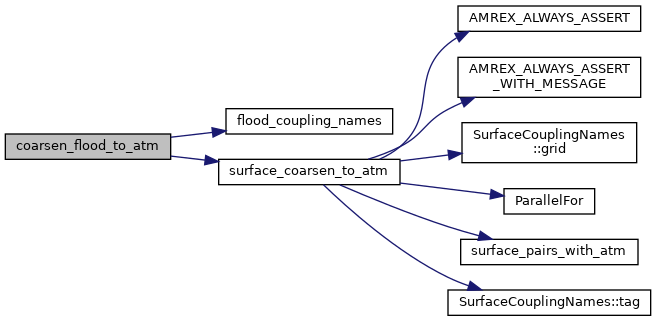 AMREX_ALWAYS_ASSERT
AMREX_ALWAYS_ASSERT
_WITH_MESSAGE
flood_coupling_names
SurfaceCouplingNames
::grid
coarsen_flood_to_atm
surface_coarsen_to_atm
ParallelFor
surface_pairs_with_atm
SurfaceCouplingNames::tag